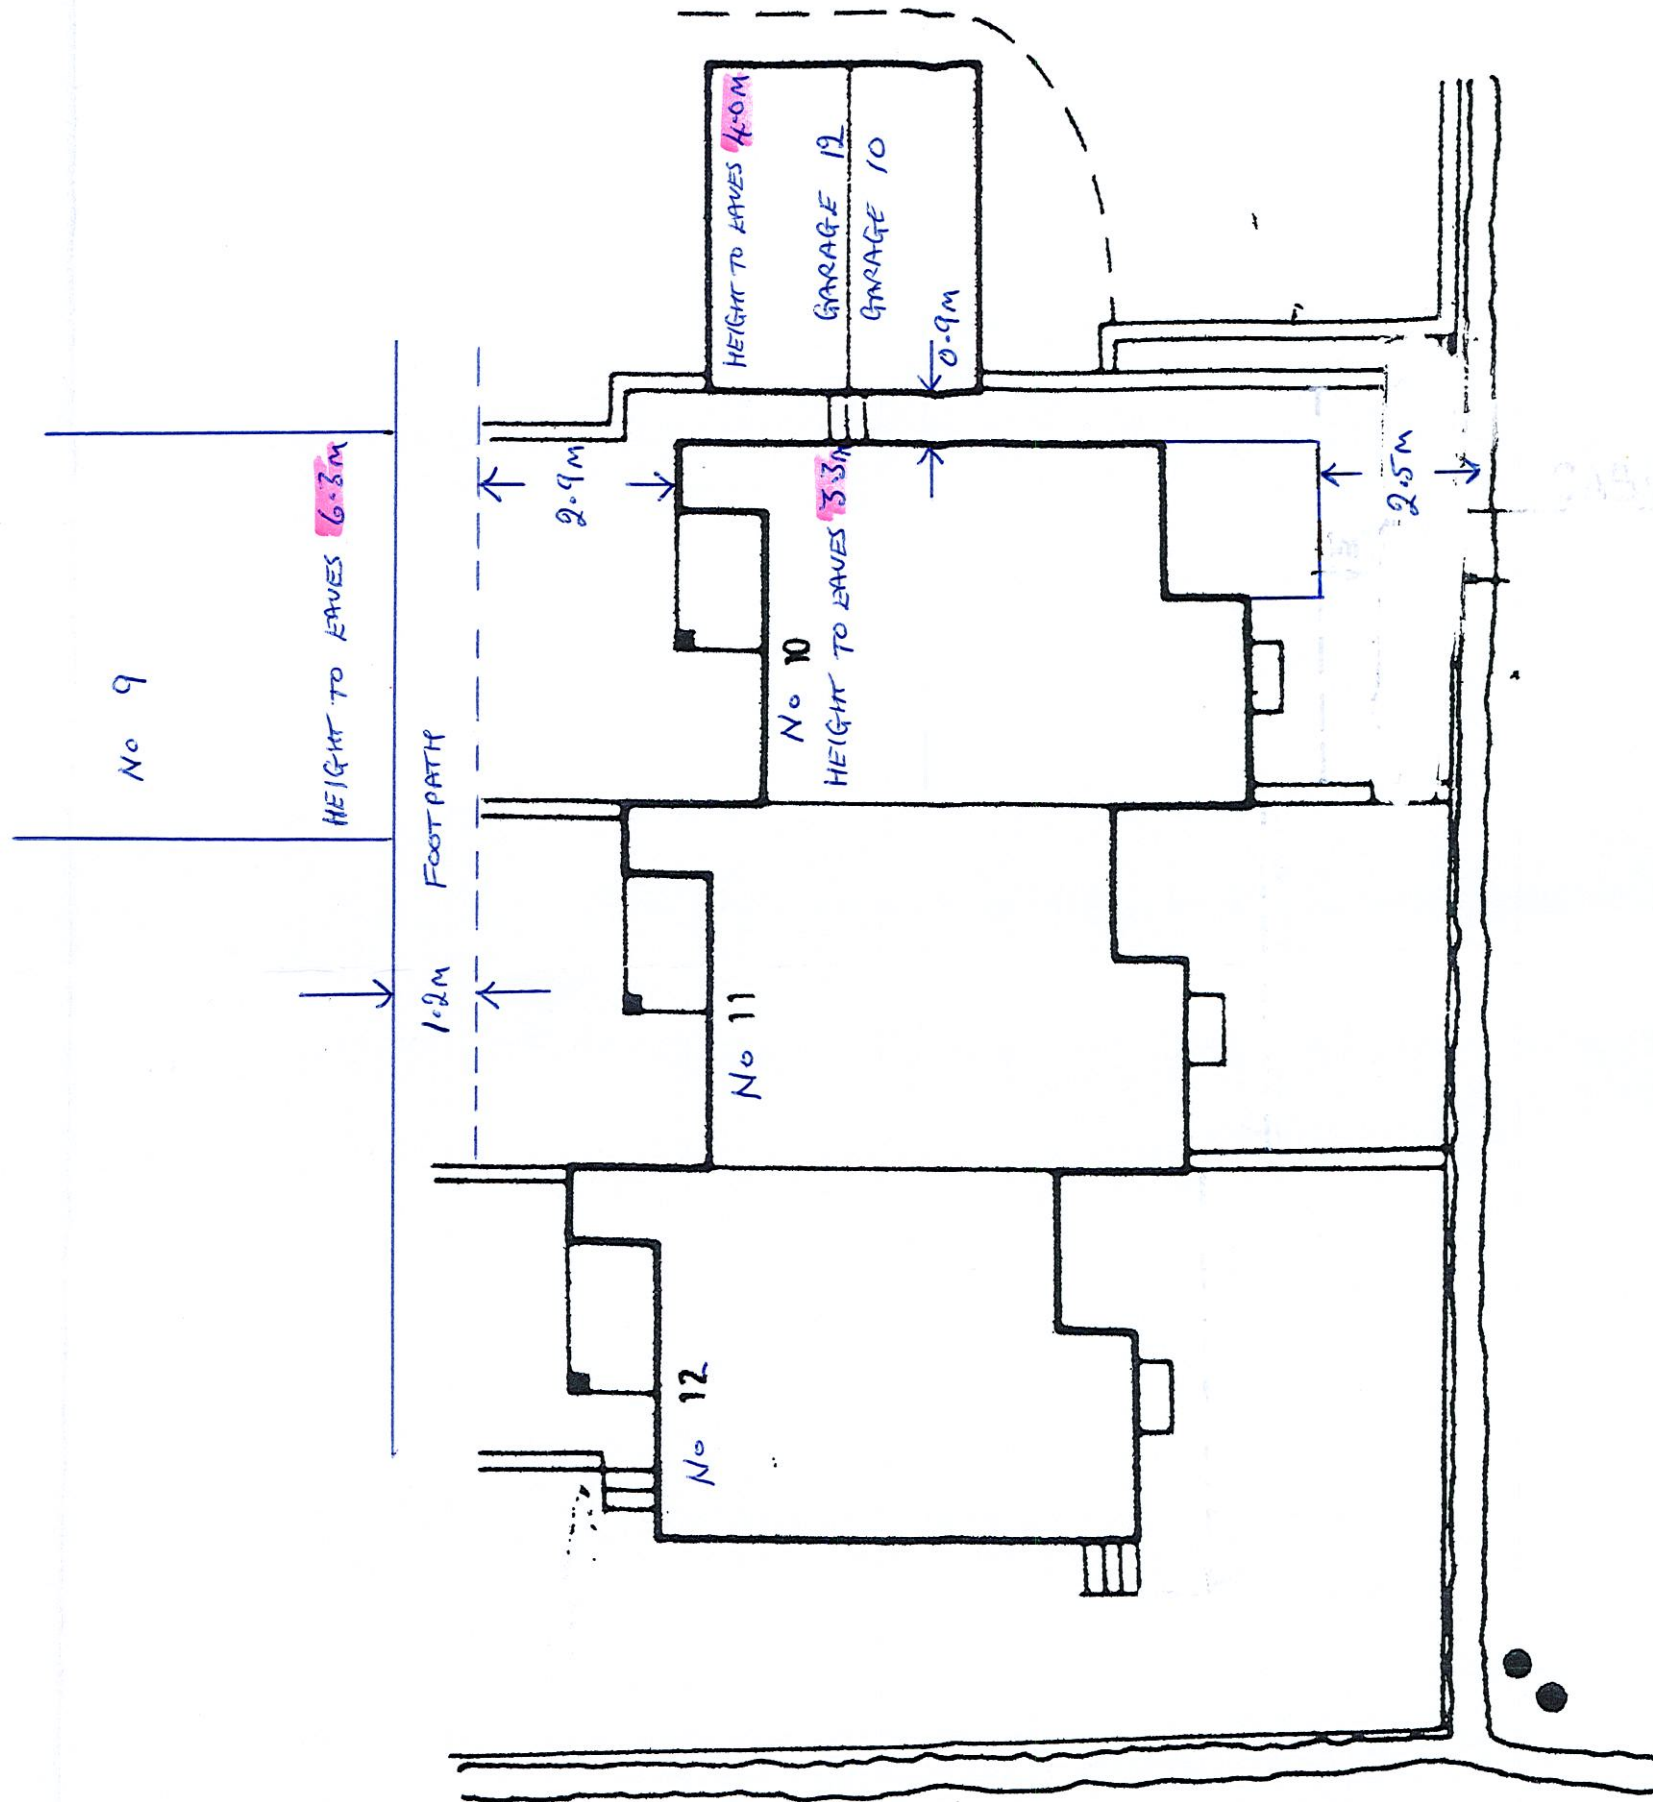 No 9
HEIGHT TO EAVES 6.3M
1.2M FOOTPATH
2.9M
No 10
HEIGHT TO EAVES 5.3M
No 11
No 12
HEIGHT TO EAVES 4.0M
GARAGE 12
GARAGE 10
0.9M
2.5M